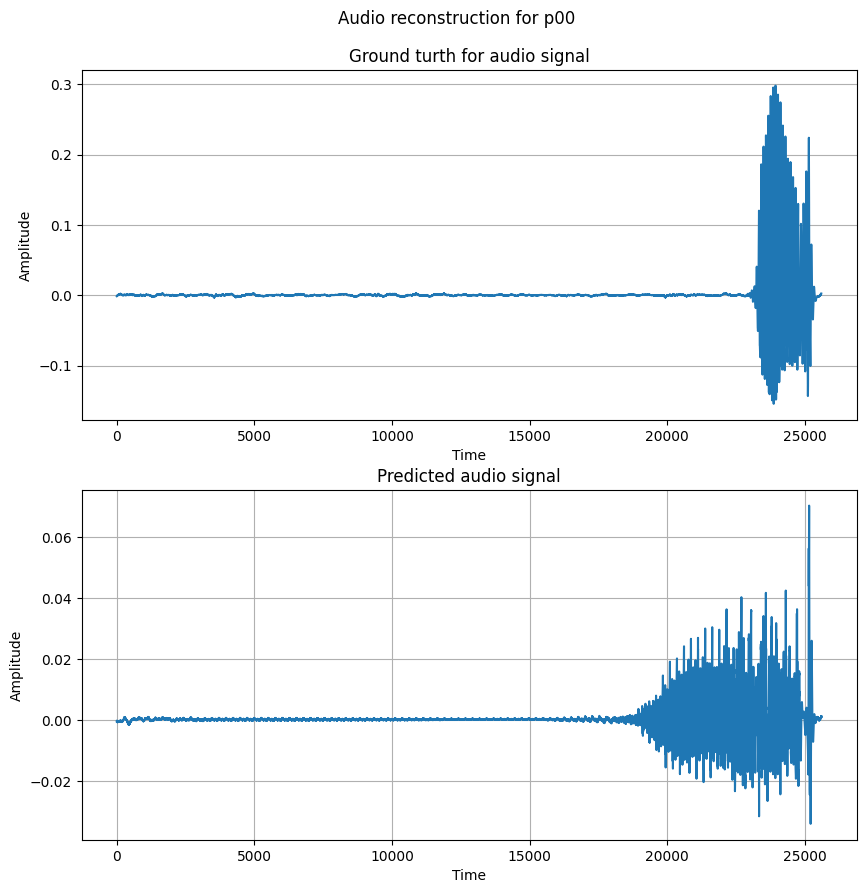 Audio reconstruction for p00
Ground turth for audio signal
0.3
0.2
0.1
0.0
−0.1
Amplitude
0 5000 10000 15000 20000 25000
Time
Predicted audio signal
0.06
0.04
0.02
0.00
−0.02
Amplitude
0 5000 10000 15000 20000 25000
Time